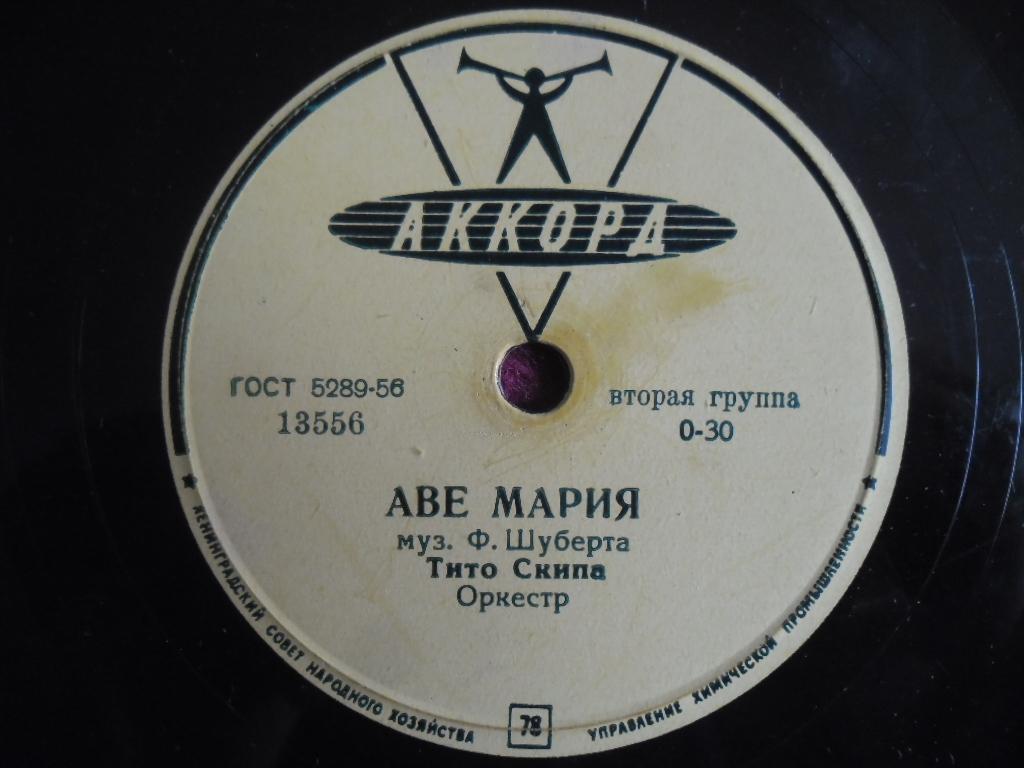 АККОРД
ГОСТ 5289-56
13556
вторая группа
0-30
АВЕ МАРИЯ
муз. Ф. Шуберта
Тито Скипа
Оркестр
ЛЕНИНГРАДСКИЙ СОВЕТ НАРОДНОГО ХОЗЯЙСТВА
78
УПРАВЛЕНИЕ ХИМИЧЕСКОЙ ПРОМЫШЛЕННОСТИ